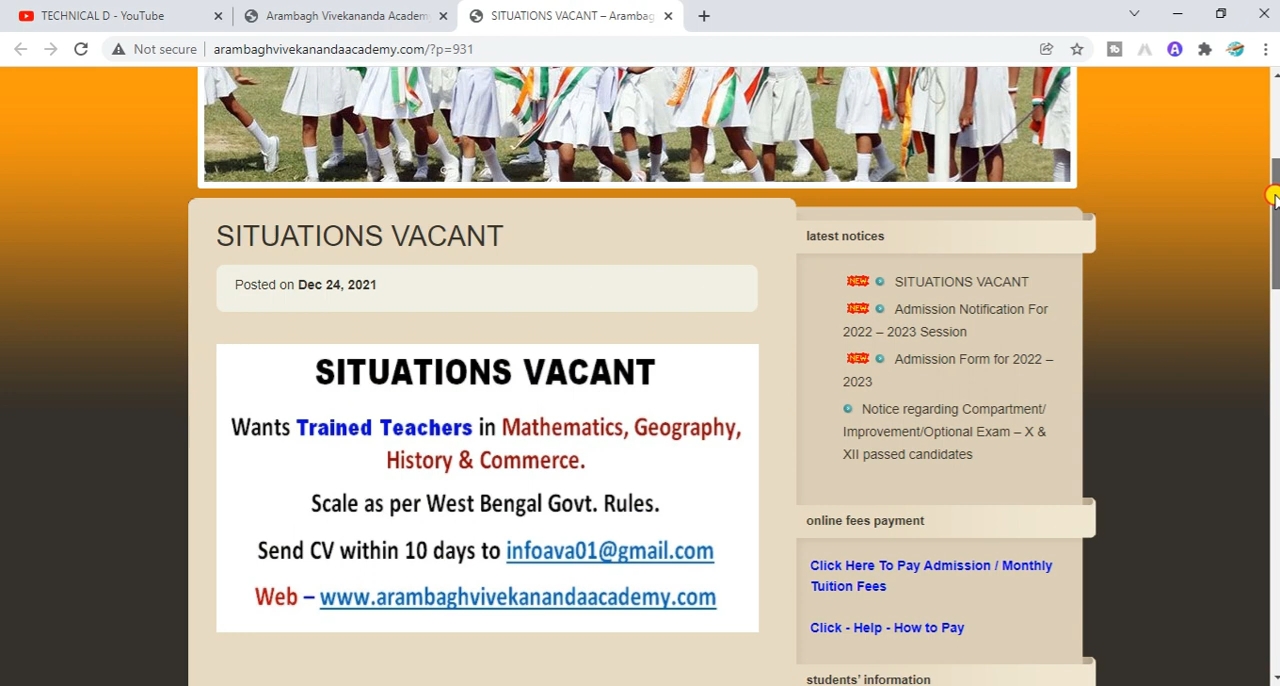 TECHNICAL D - YouTube
Arambagh Vivekananda Academ
SITUATIONS VACANT – Arambag
Not secure
arambaghvivekanandaacademy.com/?p=931
SITUATIONS VACANT
Posted on Dec 24, 2021
SITUATIONS VACANT
Wants Trained Teachers in Mathematics, Geography,
History & Commerce.
Scale as per West Bengal Govt. Rules.
Send CV within 10 days to infoava01@gmail.com
Web – www.arambaghvivekanandaacademy.com
latest notices
NEW SITUATIONS VACANT
NEW Admission Notification For
2022 – 2023 Session
NEW Admission Form for 2022 –
2023
Notice regarding Compartment/
Improvement/Optional Exam – X &
XII passed candidates
online fees payment
Click Here To Pay Admission / Monthly
Tuition Fees
Click - Help - How to Pay
students' information